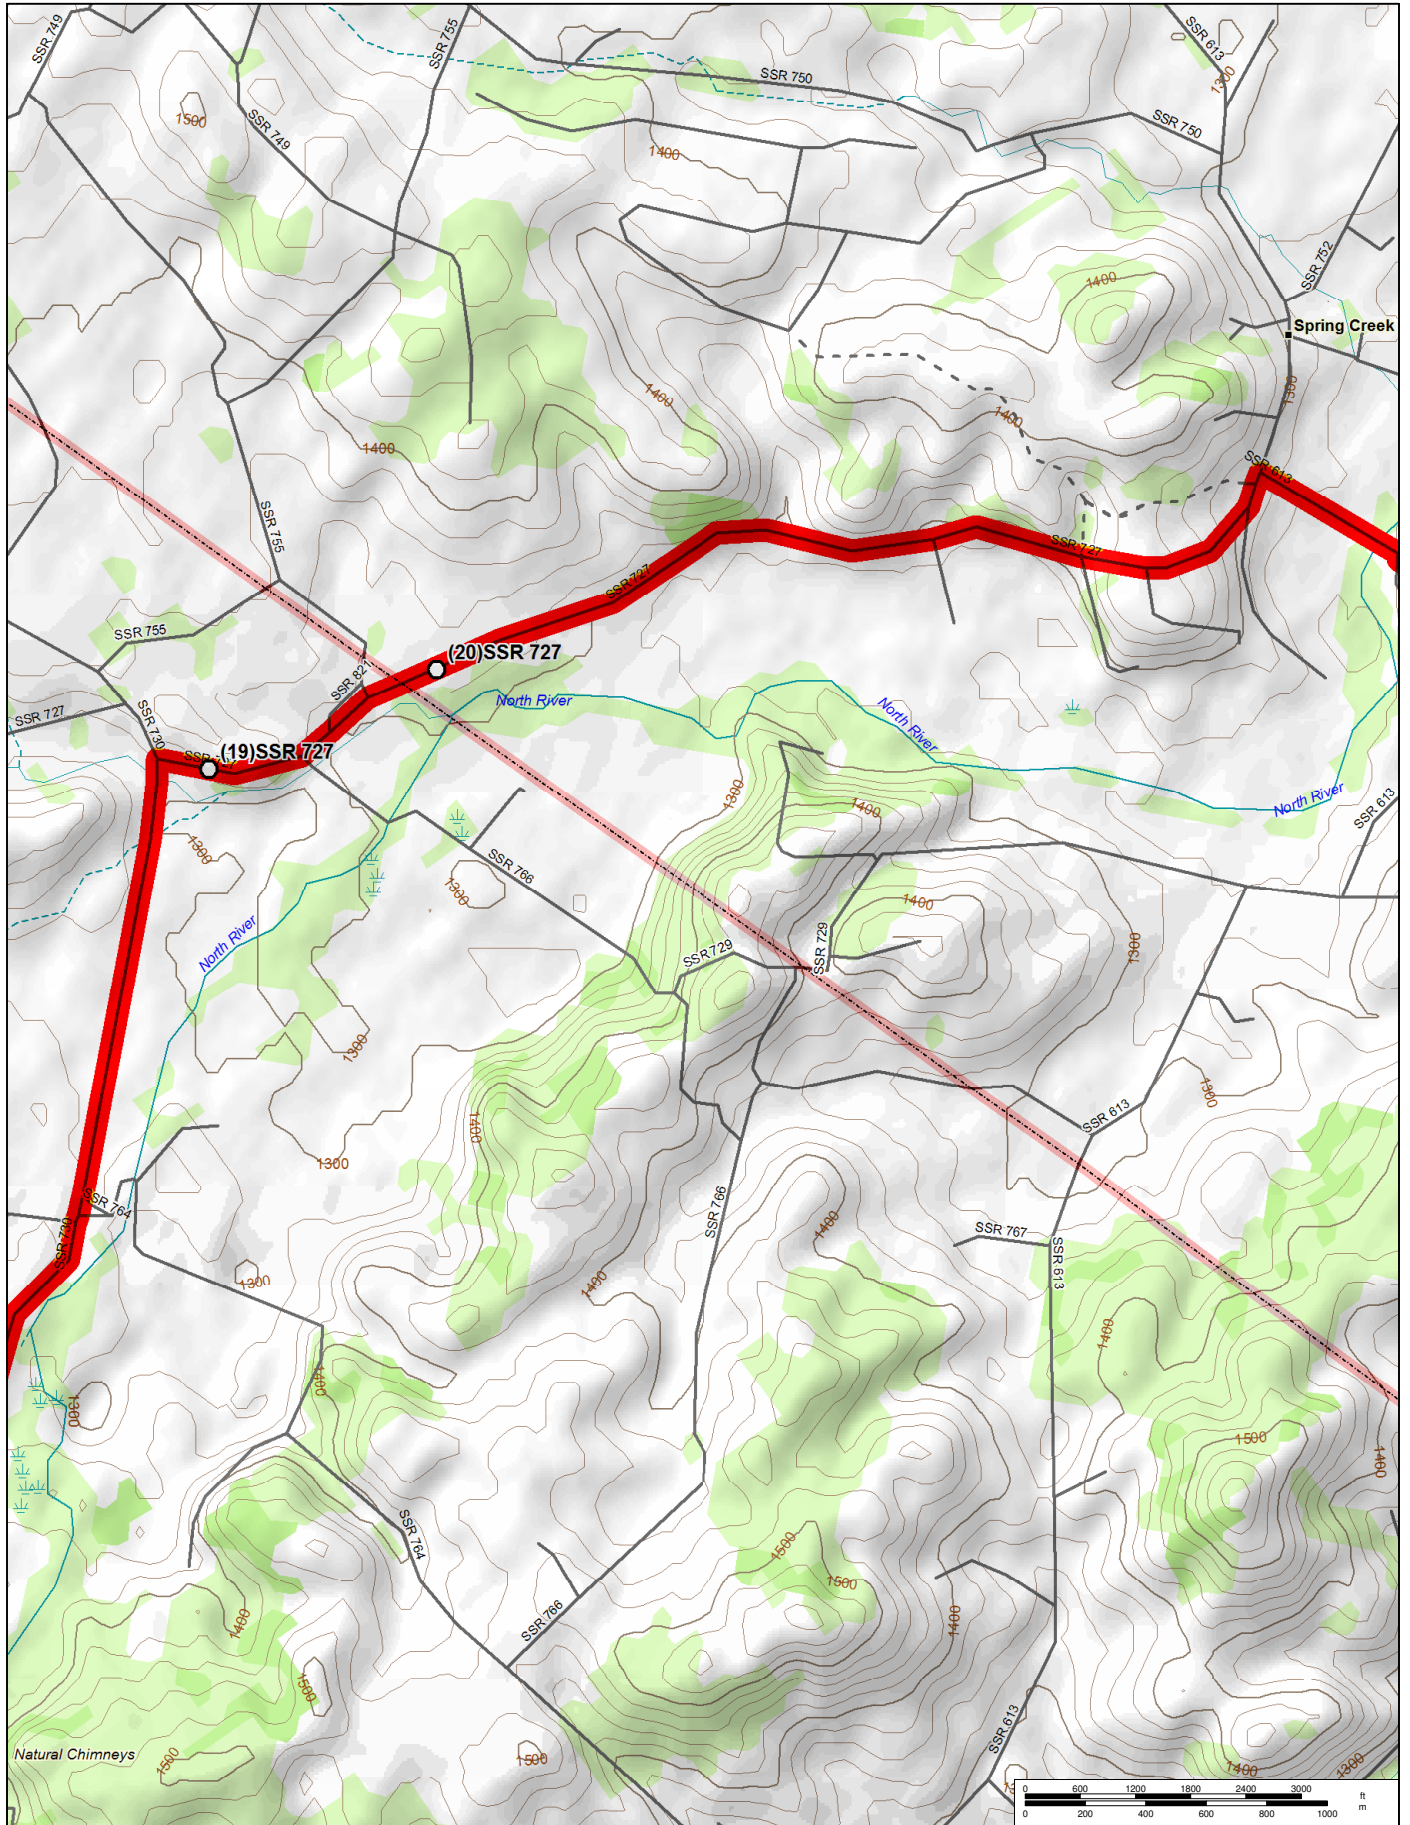 SSR 749
SSR 755
SSR 613
SSR 750
1300
1500
SSR 749
SSR 750
1400
SSR 752
1400
Spring Creek
1400
1300
1400
1400
SSR 613
SSR 755
SSR 727
SSR 727
SSR 755
(20)SSR 727
SSR 821
North River
SSR 727
SSR 730
North River
(19)SSR 727
1300
1400
North River
SSR 613
1300
SSR 766
1300
1400
North River
SSR 729
SSR 729
1300
1300
1300
1400
SSR 613
1300
SSR 764
SSR 766
1400
SSR 767
SSR 730
SSR 613
1300
1400
1400
1400
1300
1500
1400
SSR 764
1500
1500
1400
SSR 766
1400
1500
SSR 613
Natural Chimneys
1500
1500
1400
1300
0 600 1200 1800 2400 3000 ft
0 200 400 600 800 1000 m